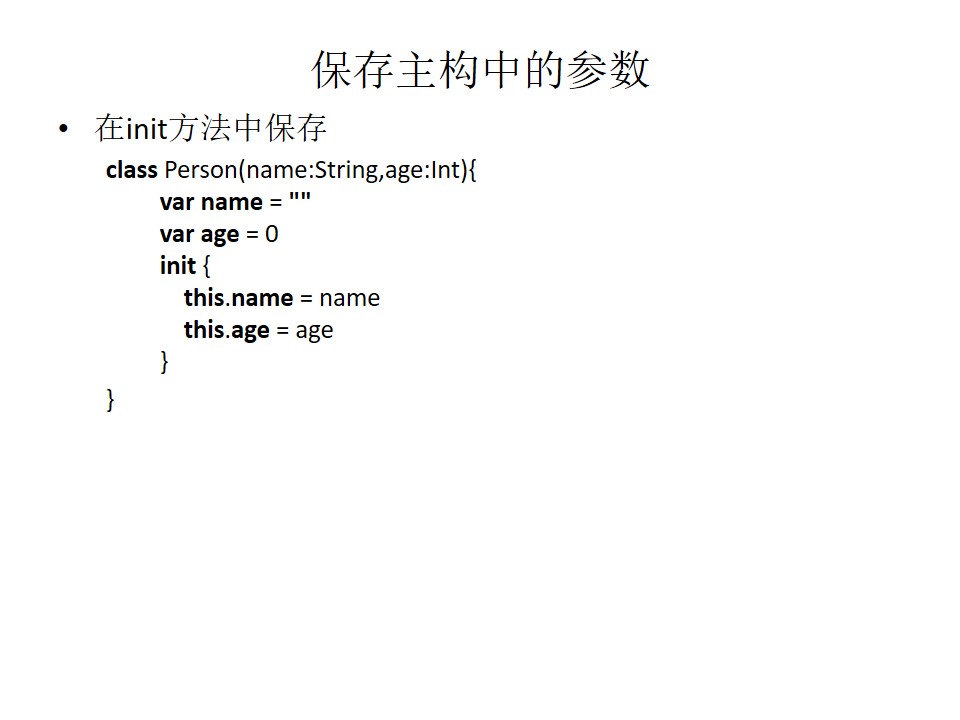 保存主构中的参数
• 在init方法中保存
class Person(name:String,age:Int){
var name = ""
var age = 0
init {
this.name = name
this.age = age
}
}